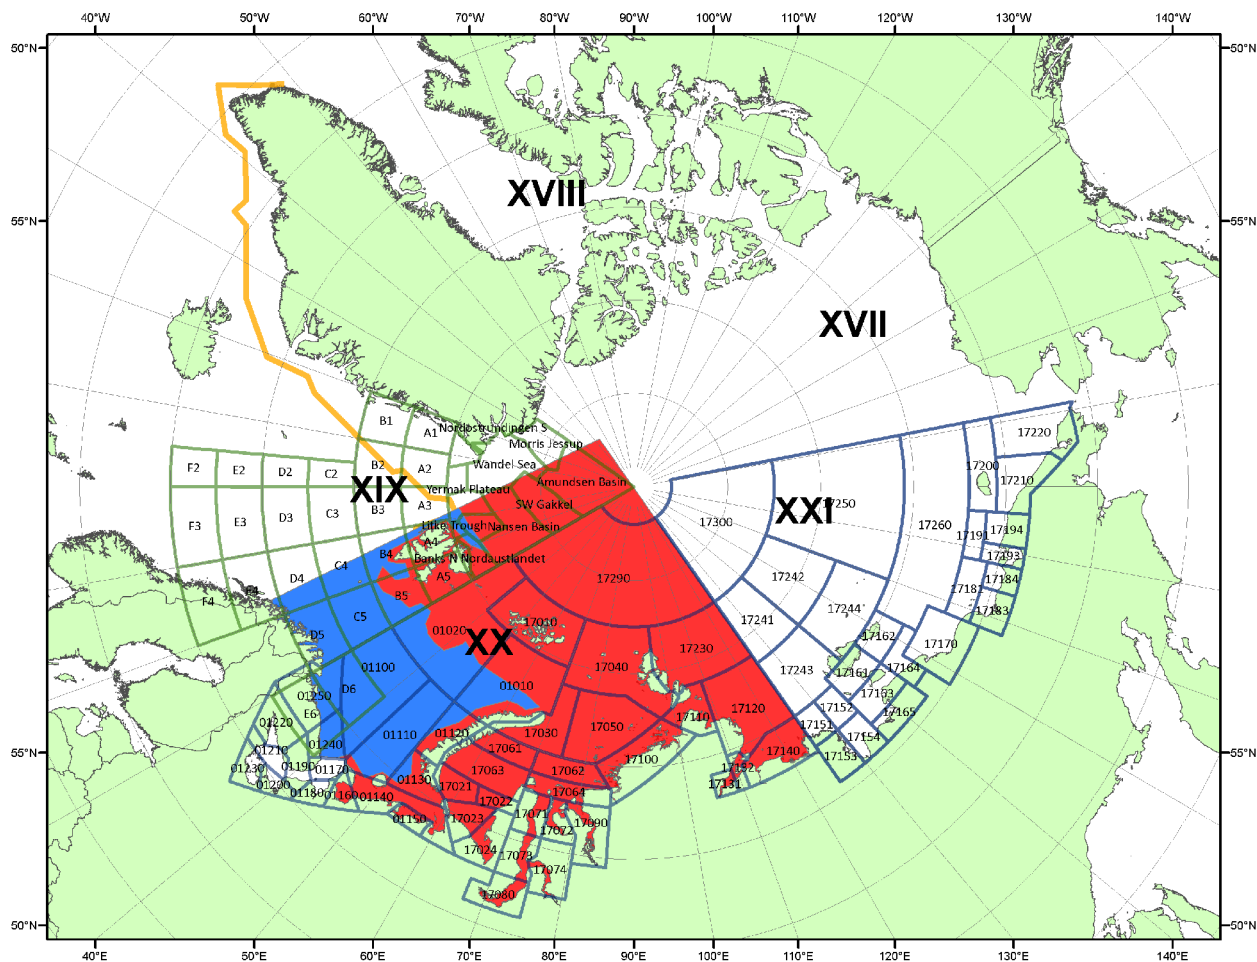 40°W 50°W 60°W 70°W 80°W 90°W 100°W 110°W 120°W 130°W 140°W
50°N 50°N
XVIII
55°N 55°N
XVII
B1
A1 Nordostrundingen S
Morris Jessup
17220
F2 E2 D2 C2 B2 A2 Wandel Sea
17200
17210
XIX
Yermak Plateau
Amundsen Basin
B3 A3
SW Gakkel
XXI
17250
F3 E3 D3 C3
Litke Trough Nansen Basin
17300
17260
17191 17194
A4
B4 Banks N Nordaustlandet
17193
D4 C4
A5
17290
17242
17181 17184
F4 E4
B5
17183
C5
17241
17244
D5
01020
17010
XX
17230
17162
17170
01100
17040
17243
17161 17164
D6
01010
17163
01250
17120
17152
17165
E6
01220
17110
17151
01110 01120 17030 17050
17154
01240
17061
17140
17153
01210
17100
01230 01190 01170
17063 17062
17132
01200
01130 17021
17131
01180 01160 01140
17022
17064
01150
17023
17071
17072 17090
17024 17073
17074
17080
55°N 55°N
50°N 50°N
40°E 50°E 60°E 70°E 80°E 90°E 100°E 110°E 120°E 130°E 140°E